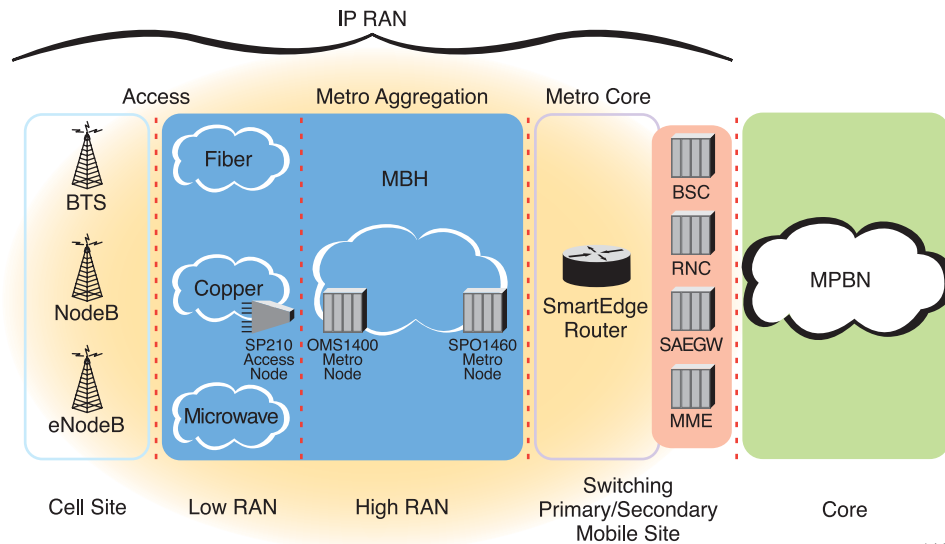 IP RAN
Access
Metro Aggregation
Metro Core
BTS
NodeB
eNodeB
Fiber
Copper
SP210
Access
Node
Microwave
MBH
OMS1400
Metro
Node
SPO1460
Metro
Node
SmartEdge
Router
BSC
RNC
SAEGW
MME
MPBN
Cell Site
Low RAN
High RAN
Switching
Primary/Secondary
Mobile Site
Core